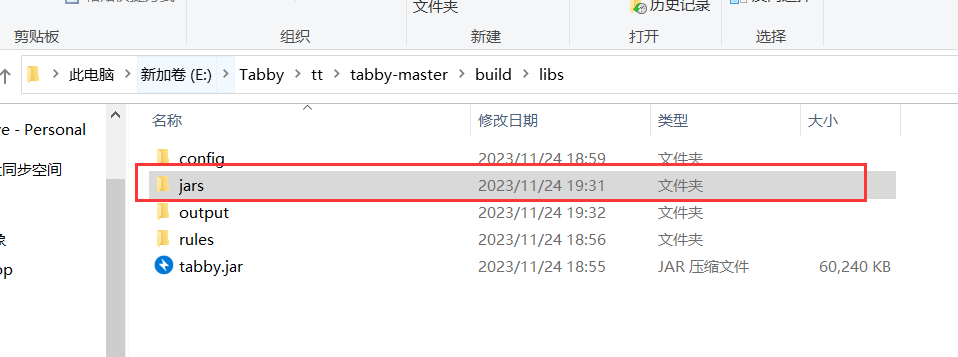 文件夹
历史记录
剪贴板
组织
新建
打开
选择
此电脑 > 新加卷 (E:) > Tabby > tt > tabby-master > build > libs
ve - Personal
名称
修改日期
类型
大小
config 2023/11/24 18:59 文件夹
同步空间
jars 2023/11/24 19:31 文件夹
output 2023/11/24 19:32 文件夹
rules 2023/11/24 18:56 文件夹
tabby.jar 2023/11/24 18:55 JAR 压缩文件 60,240 KB
op